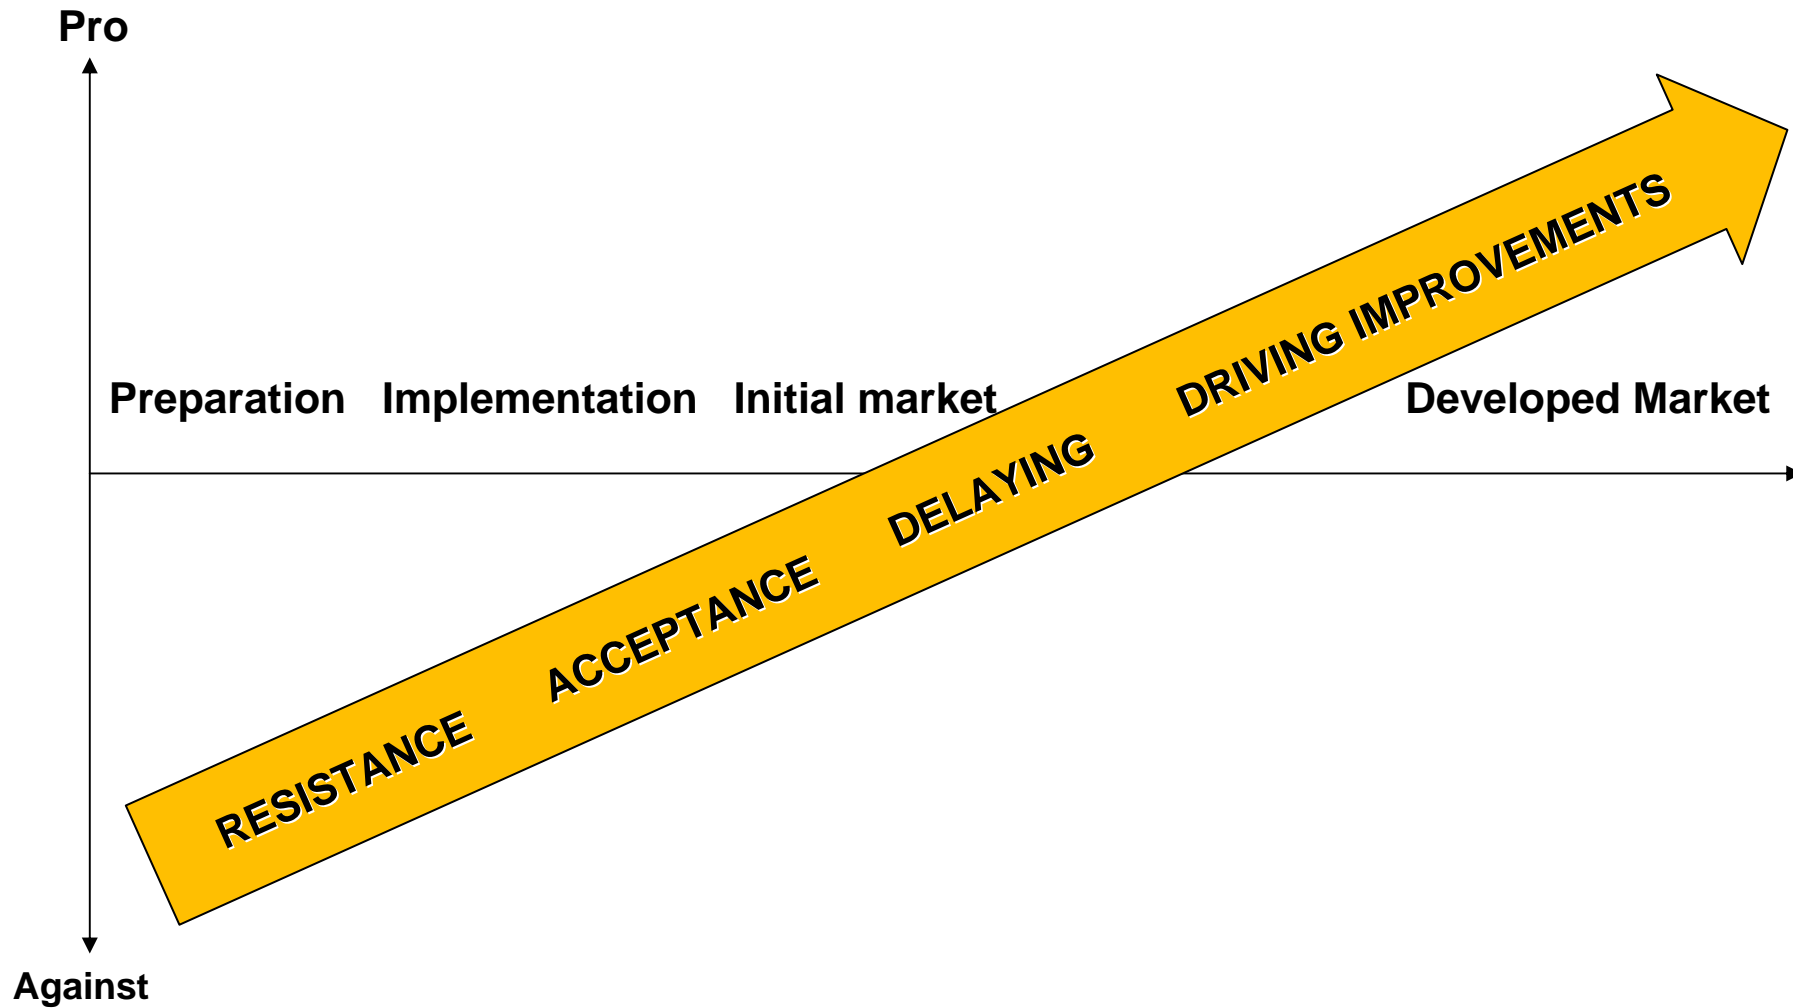 Pro
Preparation Implementation Initial market Developed Market
RESISTANCE ACCEPTANCE DELAYING DRIVING IMPROVEMENTS
Against